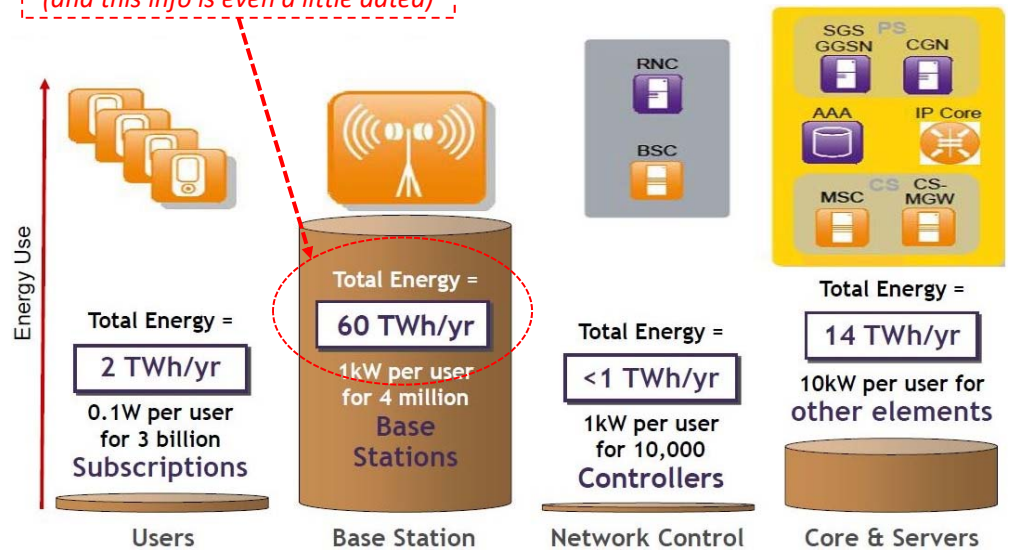 (and this info is even a little dated)
Energy Use
Total Energy =
2 TWh/yr
0.1W per user
for 3 billion
Subscriptions
Users
Total Energy =
60 TWh/yr
1kW per user
for 4 million
Base
Stations
Base Station
RNC
BSC
Total Energy =
<1 TWh/yr
1kW per user
for 10,000
Controllers
Network Control
SGS PS
GGSN CGN
AAA IP Core
CS CS-
MSC MGW
Total Energy =
14 TWh/yr
10kW per user for
other elements
Core & Servers